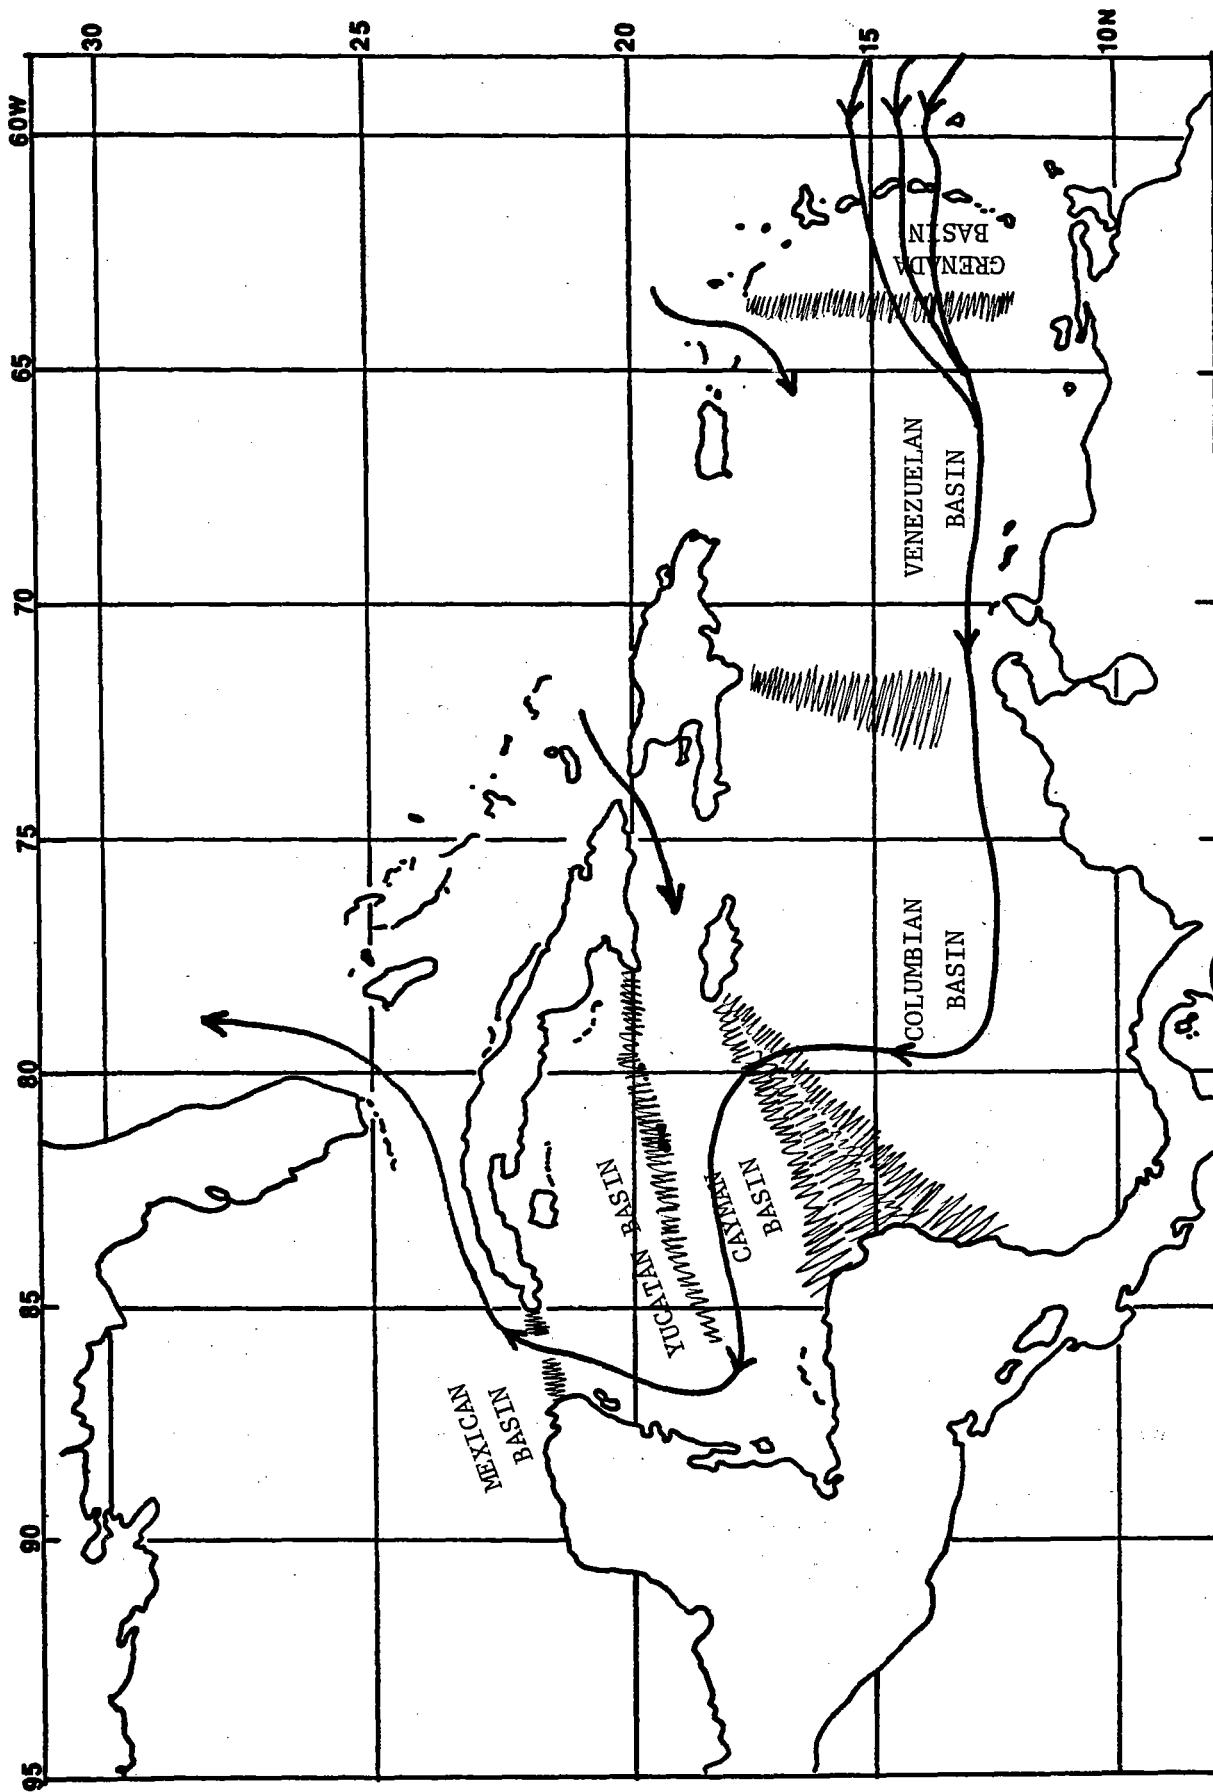 95
90
85
80
75
70
65
60W
30
25
20
15
10N
MEXICAN
BASIN
YUCATAN BASIN
CAYMAN
BASIN
COLUMBIAN
BASIN
VENEZUELAN
BASIN
GRENADA
BASIN